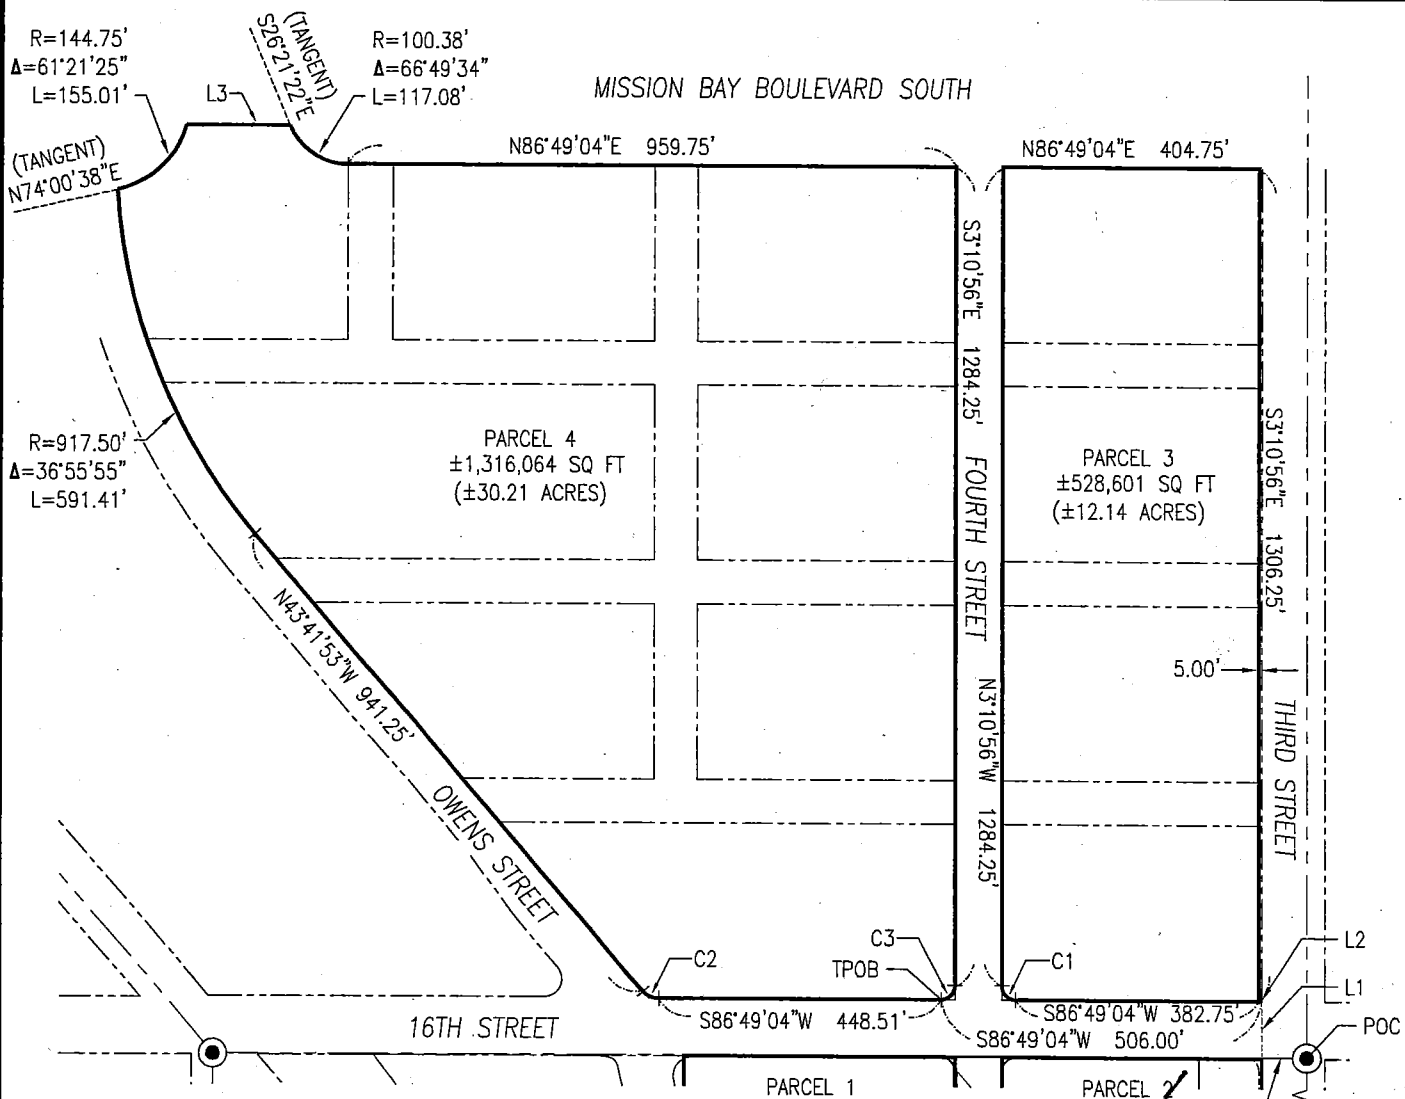 R=144.75'
Δ=61°21'25"
L=155.01'
L3
(TANGENT)
S26°21'22"E
R=100.38'
Δ=66°49'34"
L=117.08'
MISSION BAY BOULEVARD SOUTH
(TANGENT)
N74°00'38"E
N86°49'04"E 959.75'
N86°49'04"E 404.75'
S3°10'56"E 1284.25'
FOURTH STREET
N3°10'56"W 1284.25'
S3°10'56"E 1306.25'
PARCEL 4
±1,316,064 SQ FT
(±30.21 ACRES)
PARCEL 3
±528,601 SQ FT
(±12.14 ACRES)
R=917.50'
Δ=36°55'55"
L=591.41'
N43°41'53"W 941.25'
OWENS STREET
5.00'
THIRD STREET
C2
C3
TPOB
C1
L2
L1
POC
S86°49'04"W 448.51'
S86°49'04"W 382.75'
S86°49'04"W 506.00'
16TH STREET
PARCEL 1
PARCEL 2